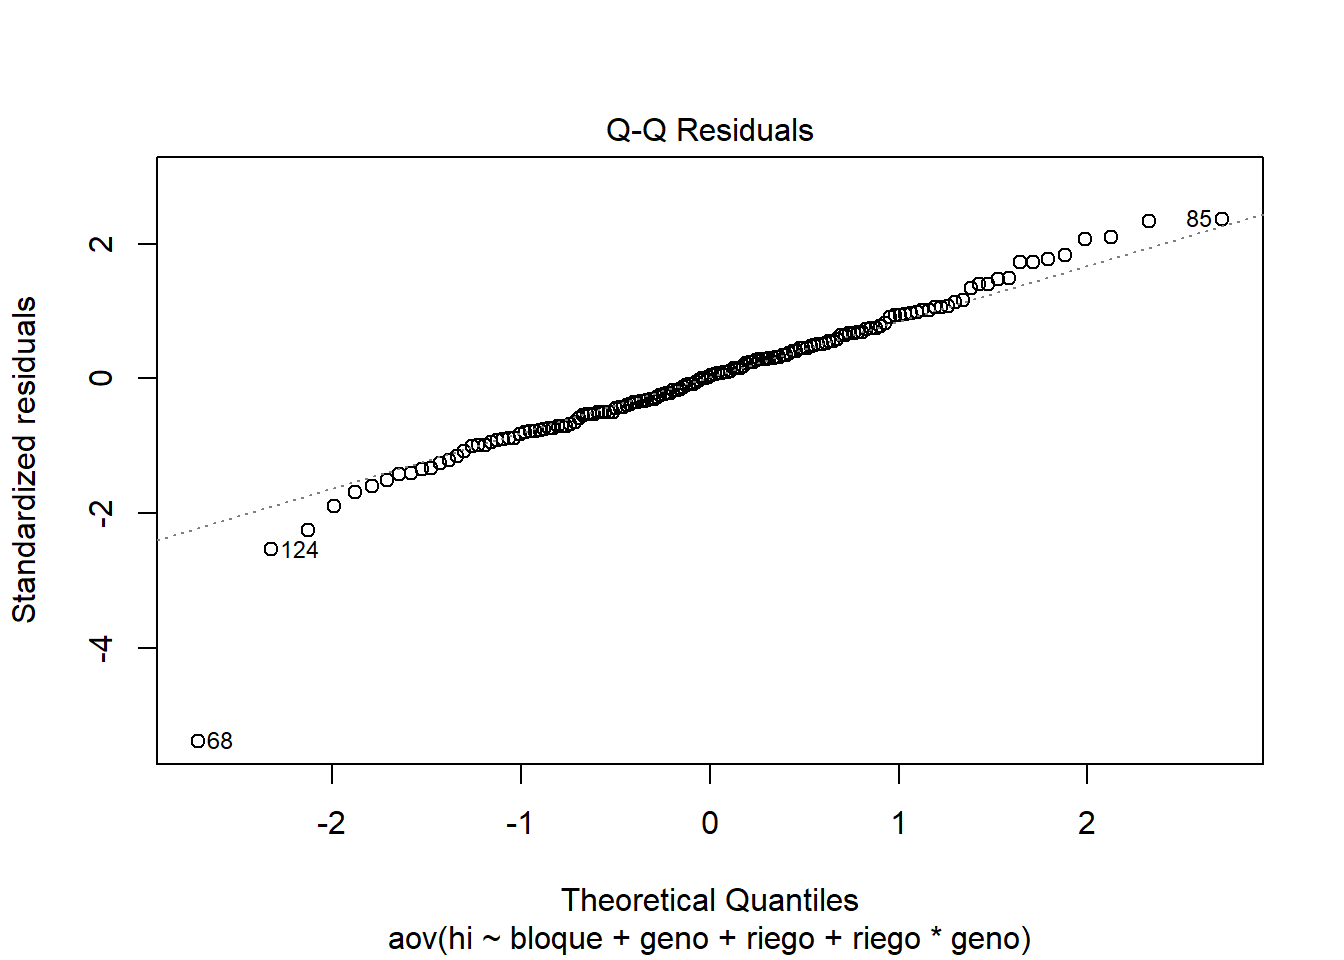 Q-Q Residuals
Standardized residuals
2
0
-2
-4
85
124
68
-2 -1 0 1 2
Theoretical Quantiles
aov(hi ~ bloque + geno + riego + riego * geno)